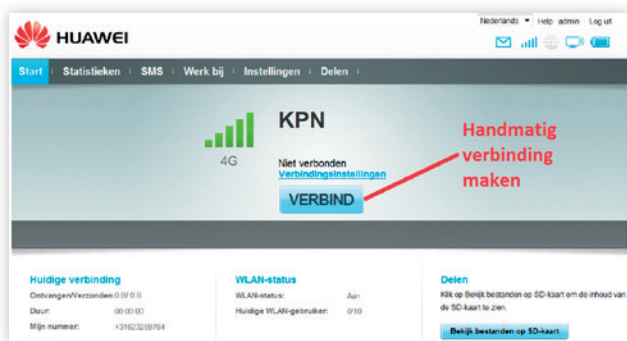 Nederlands Help admin Log uit
HUAWEI
Start Statistieken SMS Werk bij Instellingen Delen
KPN
4G
Niet verbonden
Verbindingsinstellingen
VERBIND
Handmatig
verbinding
maken
Huidige verbinding
Ontvangen/Verzonden: 0 B/ 0 B
Duur: 00:00:00
Mijn nummer:
WLAN-status
WLAN-status: Aan
Huidige WLAN-gebruiker: 0/10
Delen
Klik op Bekijk bestanden op SD-kaart om de inhoud van
de SD-kaart te zien.
Bekijk bestanden op SD-kaart